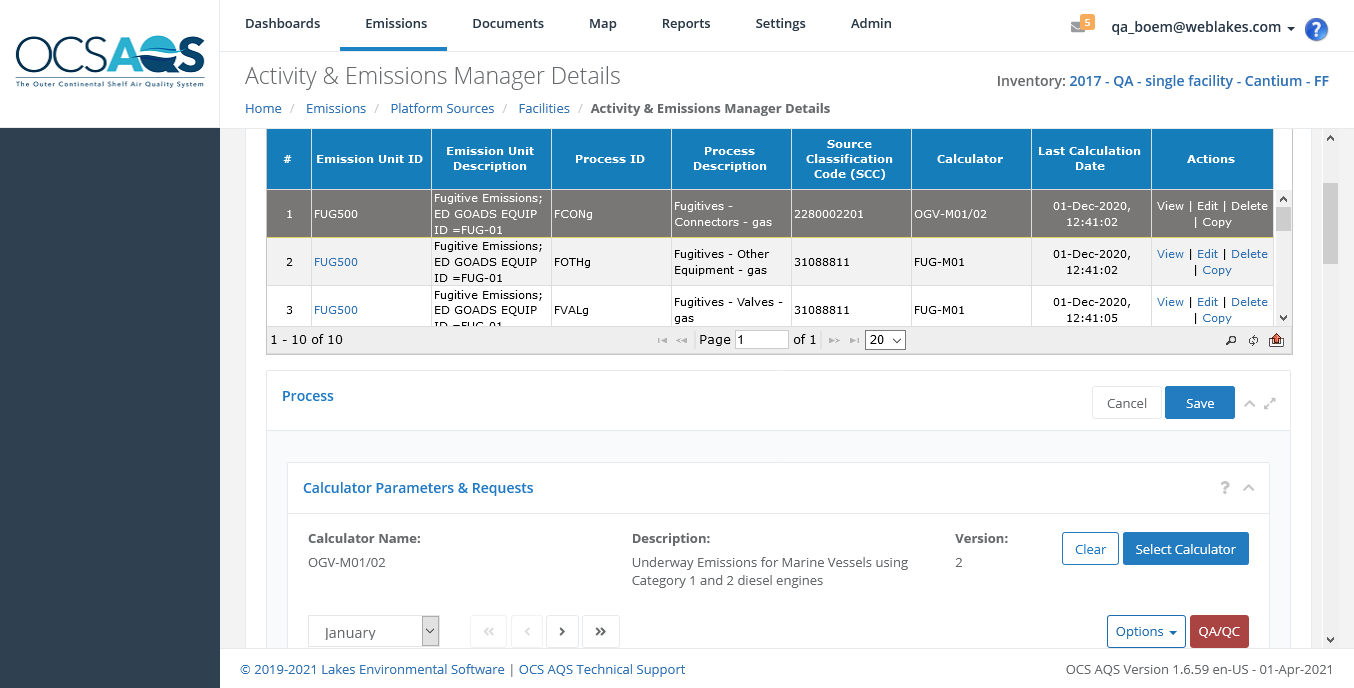 Dashboards
Emissions
Documents
Map
Reports
Settings
Admin
5
qa_boem@weblakes.com
?
OCSAQS
The Outer Continental Shelf Air Quality System
Activity & Emissions Manager Details
Inventory: 2017 - QA - single facility - Cantium - FF
Home / Emissions / Platform Sources / Facilities / Activity & Emissions Manager Details
#
Emission Unit ID
Emission Unit
Description
Process ID
Process
Description
Source
Classification
Code (SCC)
Calculator
Last Calculation
Date
Actions
1
FUG500
Fugitive Emissions;
ED GOADS EQUIP
ID =FUG-01
FCONg
Fugitives -
Connectors - gas
2280002201
OGV-M01/02
01-Dec-2020,
12:41:02
View | Edit | Delete
| Copy
2
FUG500
Fugitive Emissions;
ED GOADS EQUIP
ID =FUG-01
FOTHg
Fugitives - Other
Equipment - gas
31088811
FUG-M01
01-Dec-2020,
12:41:02
View | Edit | Delete
| Copy
3
FUG500
Fugitive Emissions;
ED GOADS EQUIP
ID =FUG-01
FVALg
Fugitives - Valves -
gas
31088811
FUG-M01
01-Dec-2020,
12:41:05
View | Edit | Delete
| Copy
1 - 10 of 10
Page 1 of 1
20
Process
Cancel
Save
Calculator Parameters & Requests
?
Calculator Name:
OGV-M01/02
Description:
Underway Emissions for Marine Vessels using
Category 1 and 2 diesel engines
Version:
2
Clear
Select Calculator
January
Options
QA/QC
© 2019-2021 Lakes Environmental Software | OCS AQS Technical Support
OCS AQS Version 1.6.59 en-US - 01-Apr-2021